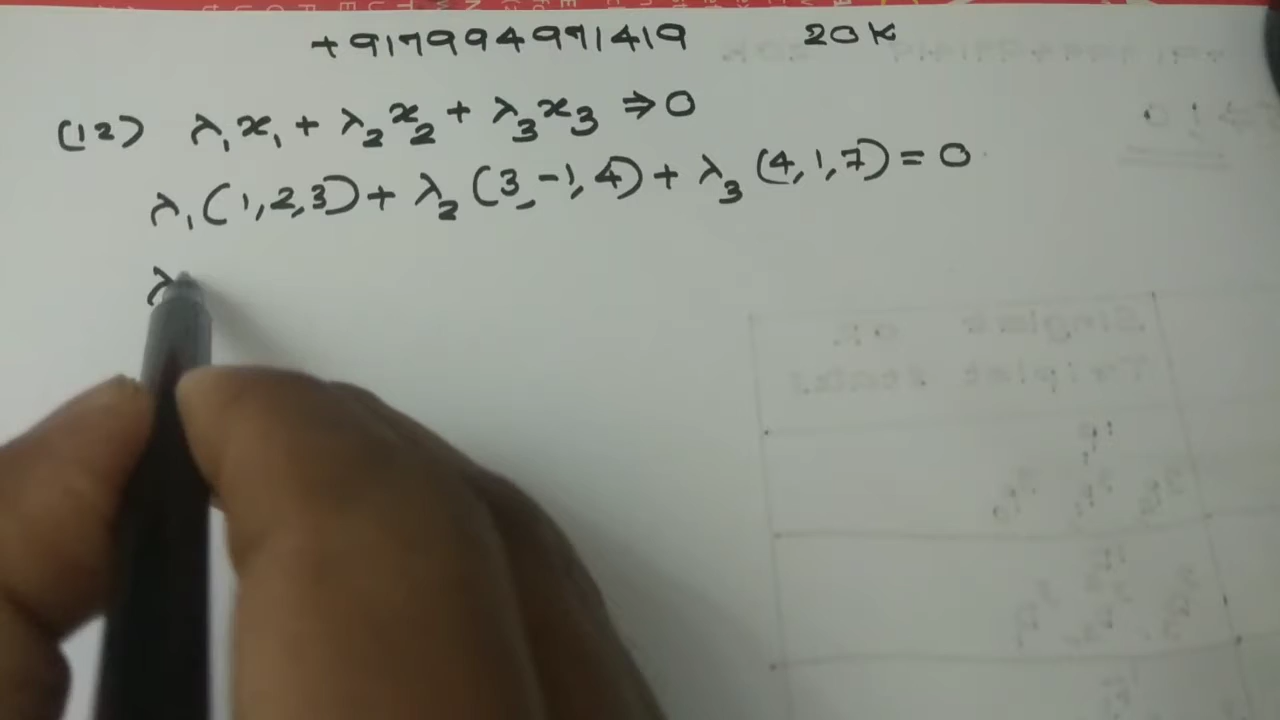 +917994971419 20K
(12) λ₁x₁ + λ₂x₂ + λ₃x₃ ⇒ 0
λ₁(1,2,3) + λ₂(3,-1,4) + λ₃(4,1,7) = 0
λ